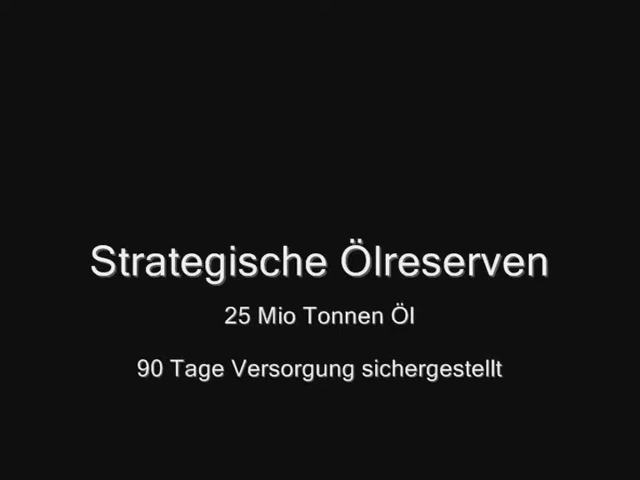 Strategische Ölreserven
25 Mio Tonnen Öl
90 Tage Versorgung sichergestellt